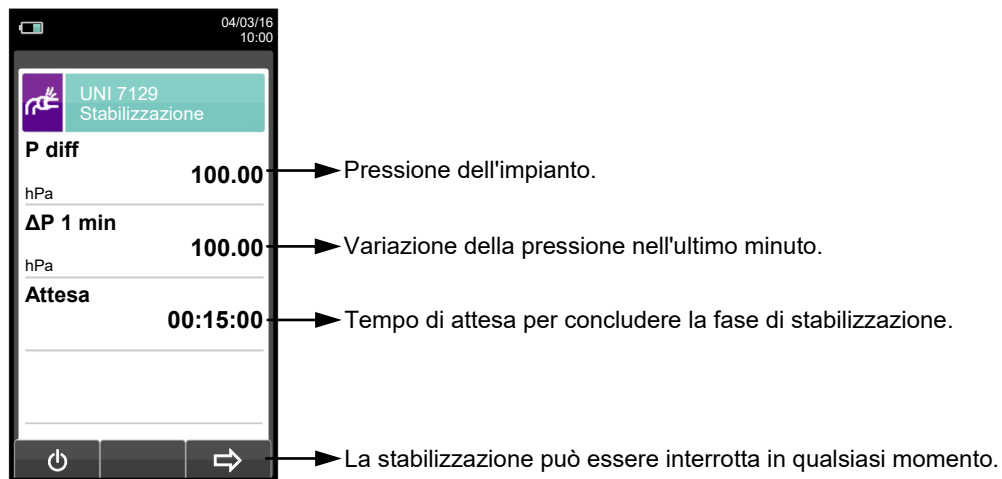 04/03/16
10:00
UNI 7129
Stabilizzazione
P diff
100.00
hPa
Pressione dell'impianto.
ΔP 1 min
100.00
hPa
Variazione della pressione nell'ultimo minuto.
Attesa
00:15:00
Tempo di attesa per concludere la fase di stabilizzazione.
La stabilizzazione può essere interrotta in qualsiasi momento.